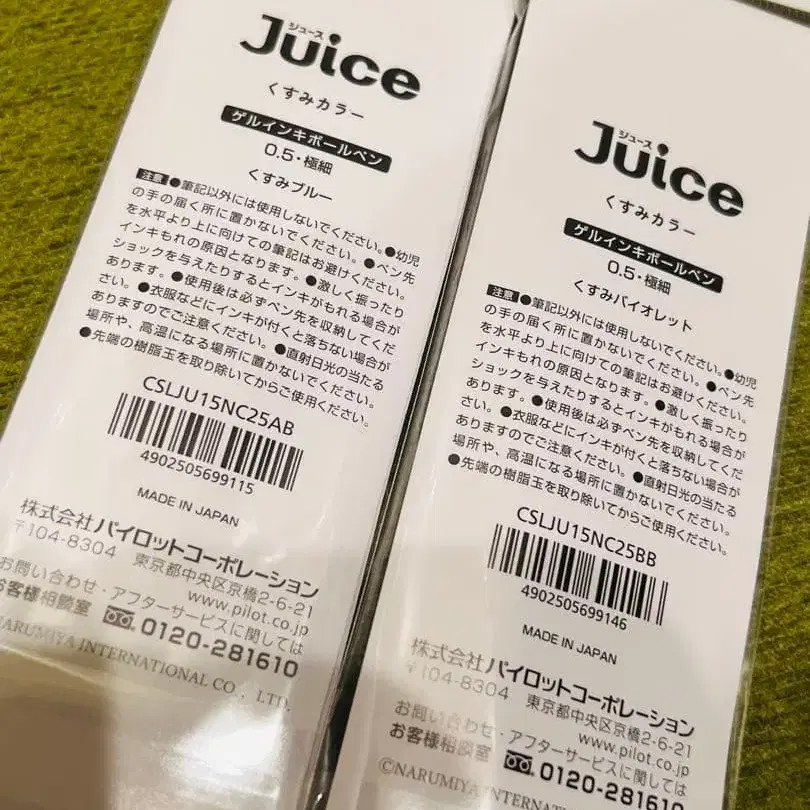 ジュース
Juice
くすみカラー
ゲルインキボールペン
0.5・極細
くすみブルー
注意 ●筆記以外には使用しないでください。●幼児
の手の届く所に置かないでください。●ペン先
を水平より上に向けての筆記はお避けください。
インキもれの原因となります。●激しく振ったり
ショックを与えたりするとインキがもれる場合が
あります。●使用後は必ずペン先を収納してくだ
さい。●衣服などにインキが付くと落ちない場合が
ありますのでご注意ください。●直射日光の当たる
場所や、高温になる場所に置かないでください。
●先端の樹脂玉を取り除いてからご使用ください。
CSLJU15NC25AB
4902505699115
MADE IN JAPAN
株式会社パイロットコーポレーション
〒104-8304 東京都中央区京橋2-6-21
www.pilot.co.jp
お問い合わせ・アフターサービスに関しては
お客様相談室 0120-281610
NARUMIYA INTERNATIONAL CO., LTD.
ジュース
Juice
くすみカラー
ゲルインキボールペン
0.5・極細
くすみバイオレット
注意 ●筆記以外には使用しないでください。●幼児
の手の届く所に置かないでください。●ペン先
を水平より上に向けての筆記はお避けください。
インキもれの原因となります。●激しく振ったり
ショックを与えたりするとインキがもれる場合が
あります。●使用後は必ずペン先を収納してくだ
さい。●衣服などにインキが付くと落ちない場合が
ありますのでご注意ください。●直射日光の当たる
場所や、高温になる場所に置かないでください。
●先端の樹脂玉を取り除いてからご使用ください。
CSLJU15NC25BB
4902505699146
MADE IN JAPAN
株式会社パイロットコーポレーション
〒104-8304 東京都中央区京橋2-6-21
www.pilot.co.jp
お問い合わせ・アフターサービスに関しては
お客様相談室 0120-281610
©NARUMIYA INTERNATIONAL